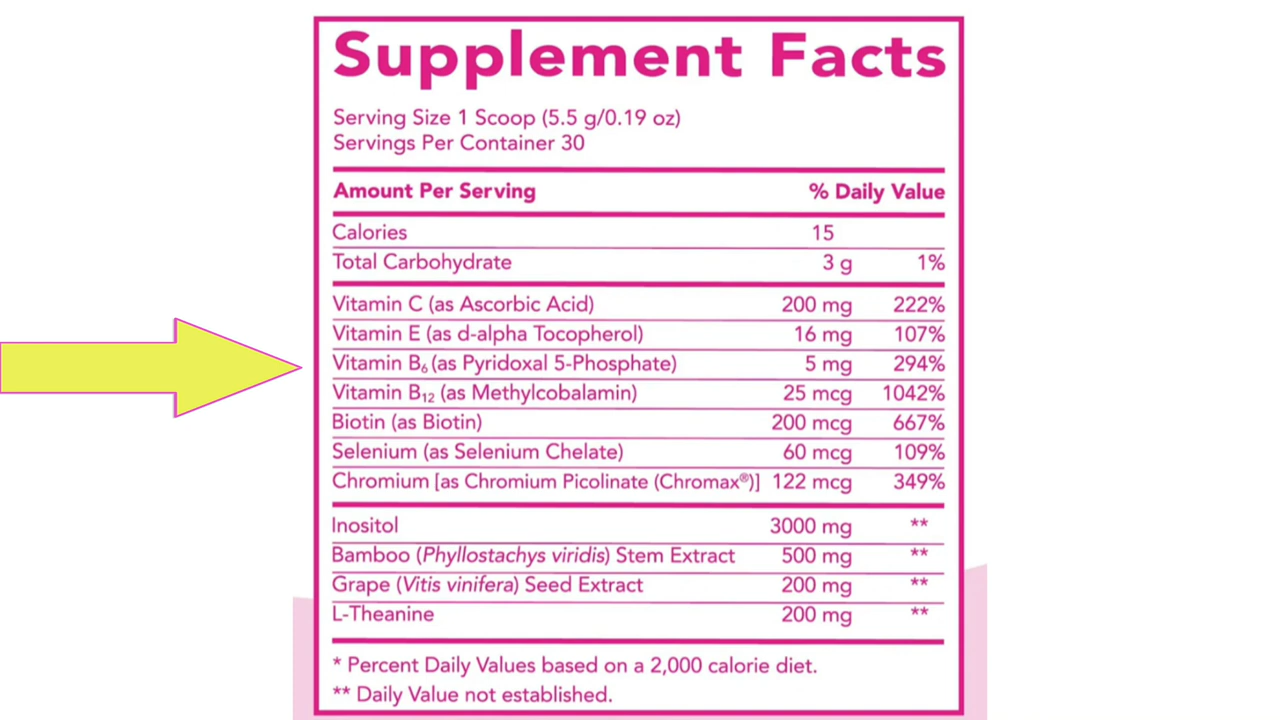 Supplement Facts
Serving Size 1 Scoop (5.5 g/0.19 oz)
Servings Per Container 30
Amount Per Serving % Daily Value
Calories 15
Total Carbohydrate 3 g 1%
Vitamin C (as Ascorbic Acid) 200 mg 222%
Vitamin E (as d-alpha Tocopherol) 16 mg 107%
Vitamin B₆ (as Pyridoxal 5-Phosphate) 5 mg 294%
Vitamin B₁₂ (as Methylcobalamin) 25 mcg 1042%
Biotin (as Biotin) 200 mcg 667%
Selenium (as Selenium Chelate) 60 mcg 109%
Chromium [as Chromium Picolinate (Chromax®)] 122 mcg 349%
Inositol 3000 mg **
Bamboo (Phyllostachys viridis) Stem Extract 500 mg **
Grape (Vitis vinifera) Seed Extract 200 mg **
L-Theanine 200 mg **
* Percent Daily Values based on a 2,000 calorie diet.
** Daily Value not established.